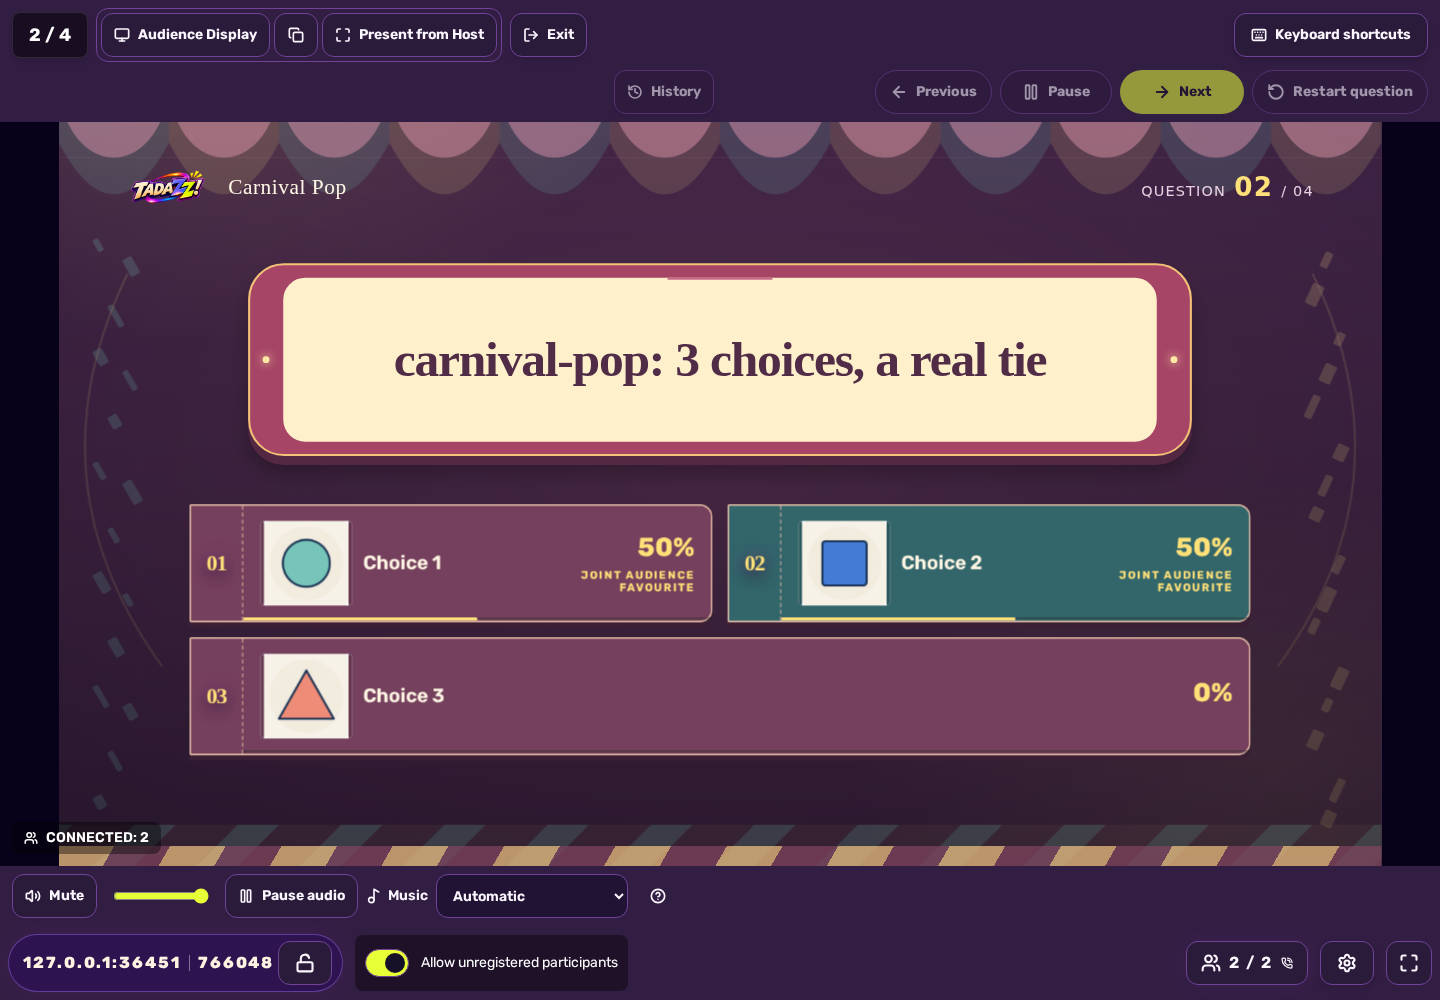 2 / 4
Audience Display
Present from Host
Exit
Keyboard shortcuts
History
Previous
Pause
Next
Restart question
TADAZZ!
Carnival Pop
QUESTION 02 / 04
carnival-pop: 3 choices, a real tie
01
Choice 1
50%
JOINT AUDIENCE
FAVOURITE
02
Choice 2
50%
JOINT AUDIENCE
FAVOURITE
03
Choice 3
0%
CONNECTED: 2
Mute
Pause audio
Music
Automatic
127.0.0.1:36451
766048
Allow unregistered participants
2 / 2